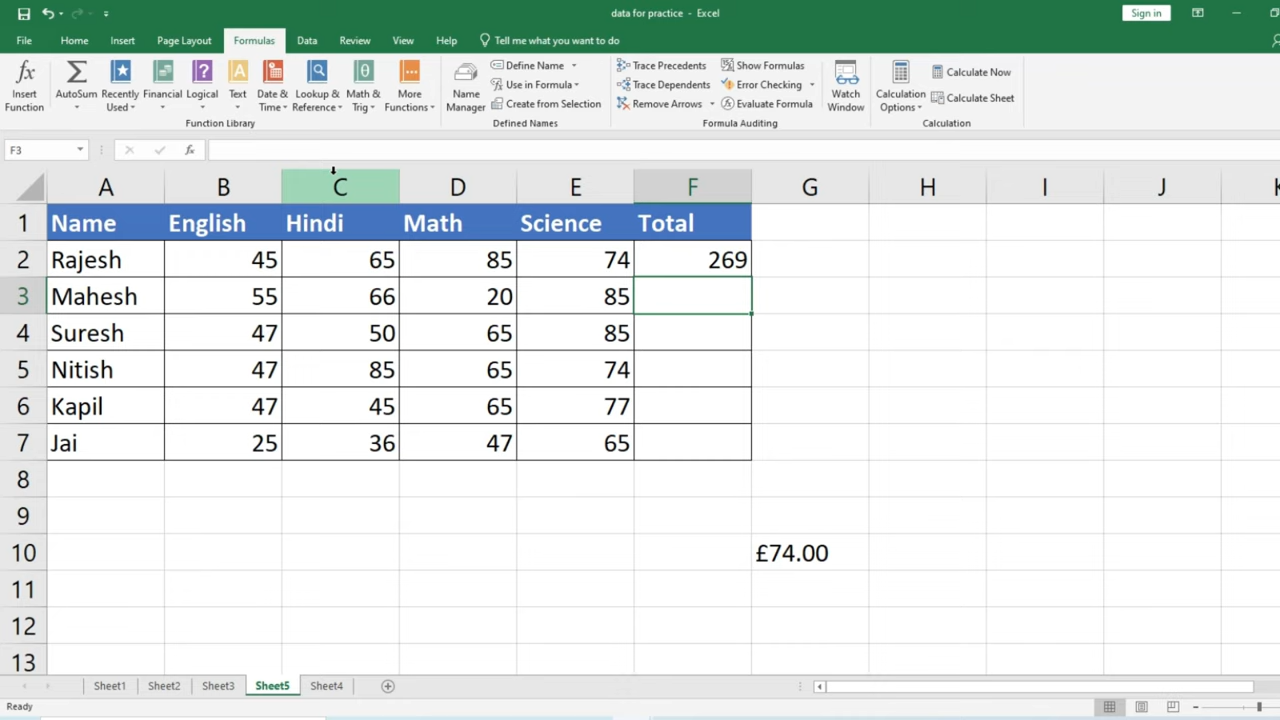 data for practice - Excel
Sign in
File Home Insert Page Layout Formulas Data Review View Help Tell me what you want to do
fx Insert Function
Σ AutoSum
Recently Used
Financial
Logical
Text
Date & Time
Lookup & Reference
Math & Trig
More Functions
Function Library
Name Manager
Define Name
Use in Formula
Create from Selection
Defined Names
Trace Precedents
Trace Dependents
Remove Arrows
Show Formulas
Error Checking
Evaluate Formula
Formula Auditing
Watch Window
Calculation Options
Calculate Now
Calculate Sheet
Calculation
F3 fx
A B C D E F G H I J K
1 Name English Hindi Math Science Total
2 Rajesh 45 65 85 74 269
3 Mahesh 55 66 20 85
4 Suresh 47 50 65 85
5 Nitish 47 85 65 74
6 Kapil 47 45 65 77
7 Jai 25 36 47 65
8
9
10 £74.00
11
12
13
Sheet1 Sheet2 Sheet3 Sheet5 Sheet4
Ready